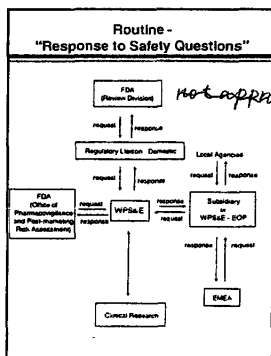 Routine -
"Response to Safety Questions"
FDA
(Review Division)
not
request
response
Regulatory Liaison - Domestic
Local Agencies
request
response
request
response
FDA
(Office of
Pharmacovigilance
and Post-marketing
Risk Assessment)
request
response
WPS&E
response
request
Subsidiary
or
WPS&E - EOP
response
request
Clinical Research
EMEA